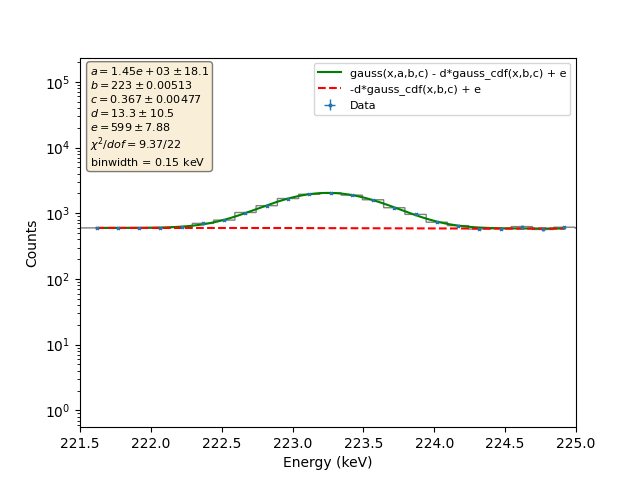 a = 1.45e + 03 ± 18.1
b = 223 ± 0.00513
c = 0.367 ± 0.00477
d = 13.3 ± 10.5
e = 599 ± 7.88
χ²/dof = 9.37/22
binwidth = 0.15 keV
gauss(x,a,b,c) - d*gauss_cdf(x,b,c) + e
-d*gauss_cdf(x,b,c) + e
Data
10⁵
10⁴
10³
10²
10¹
10⁰
Counts
221.5 222.0 222.5 223.0 223.5 224.0 224.5 225.0
Energy (keV)